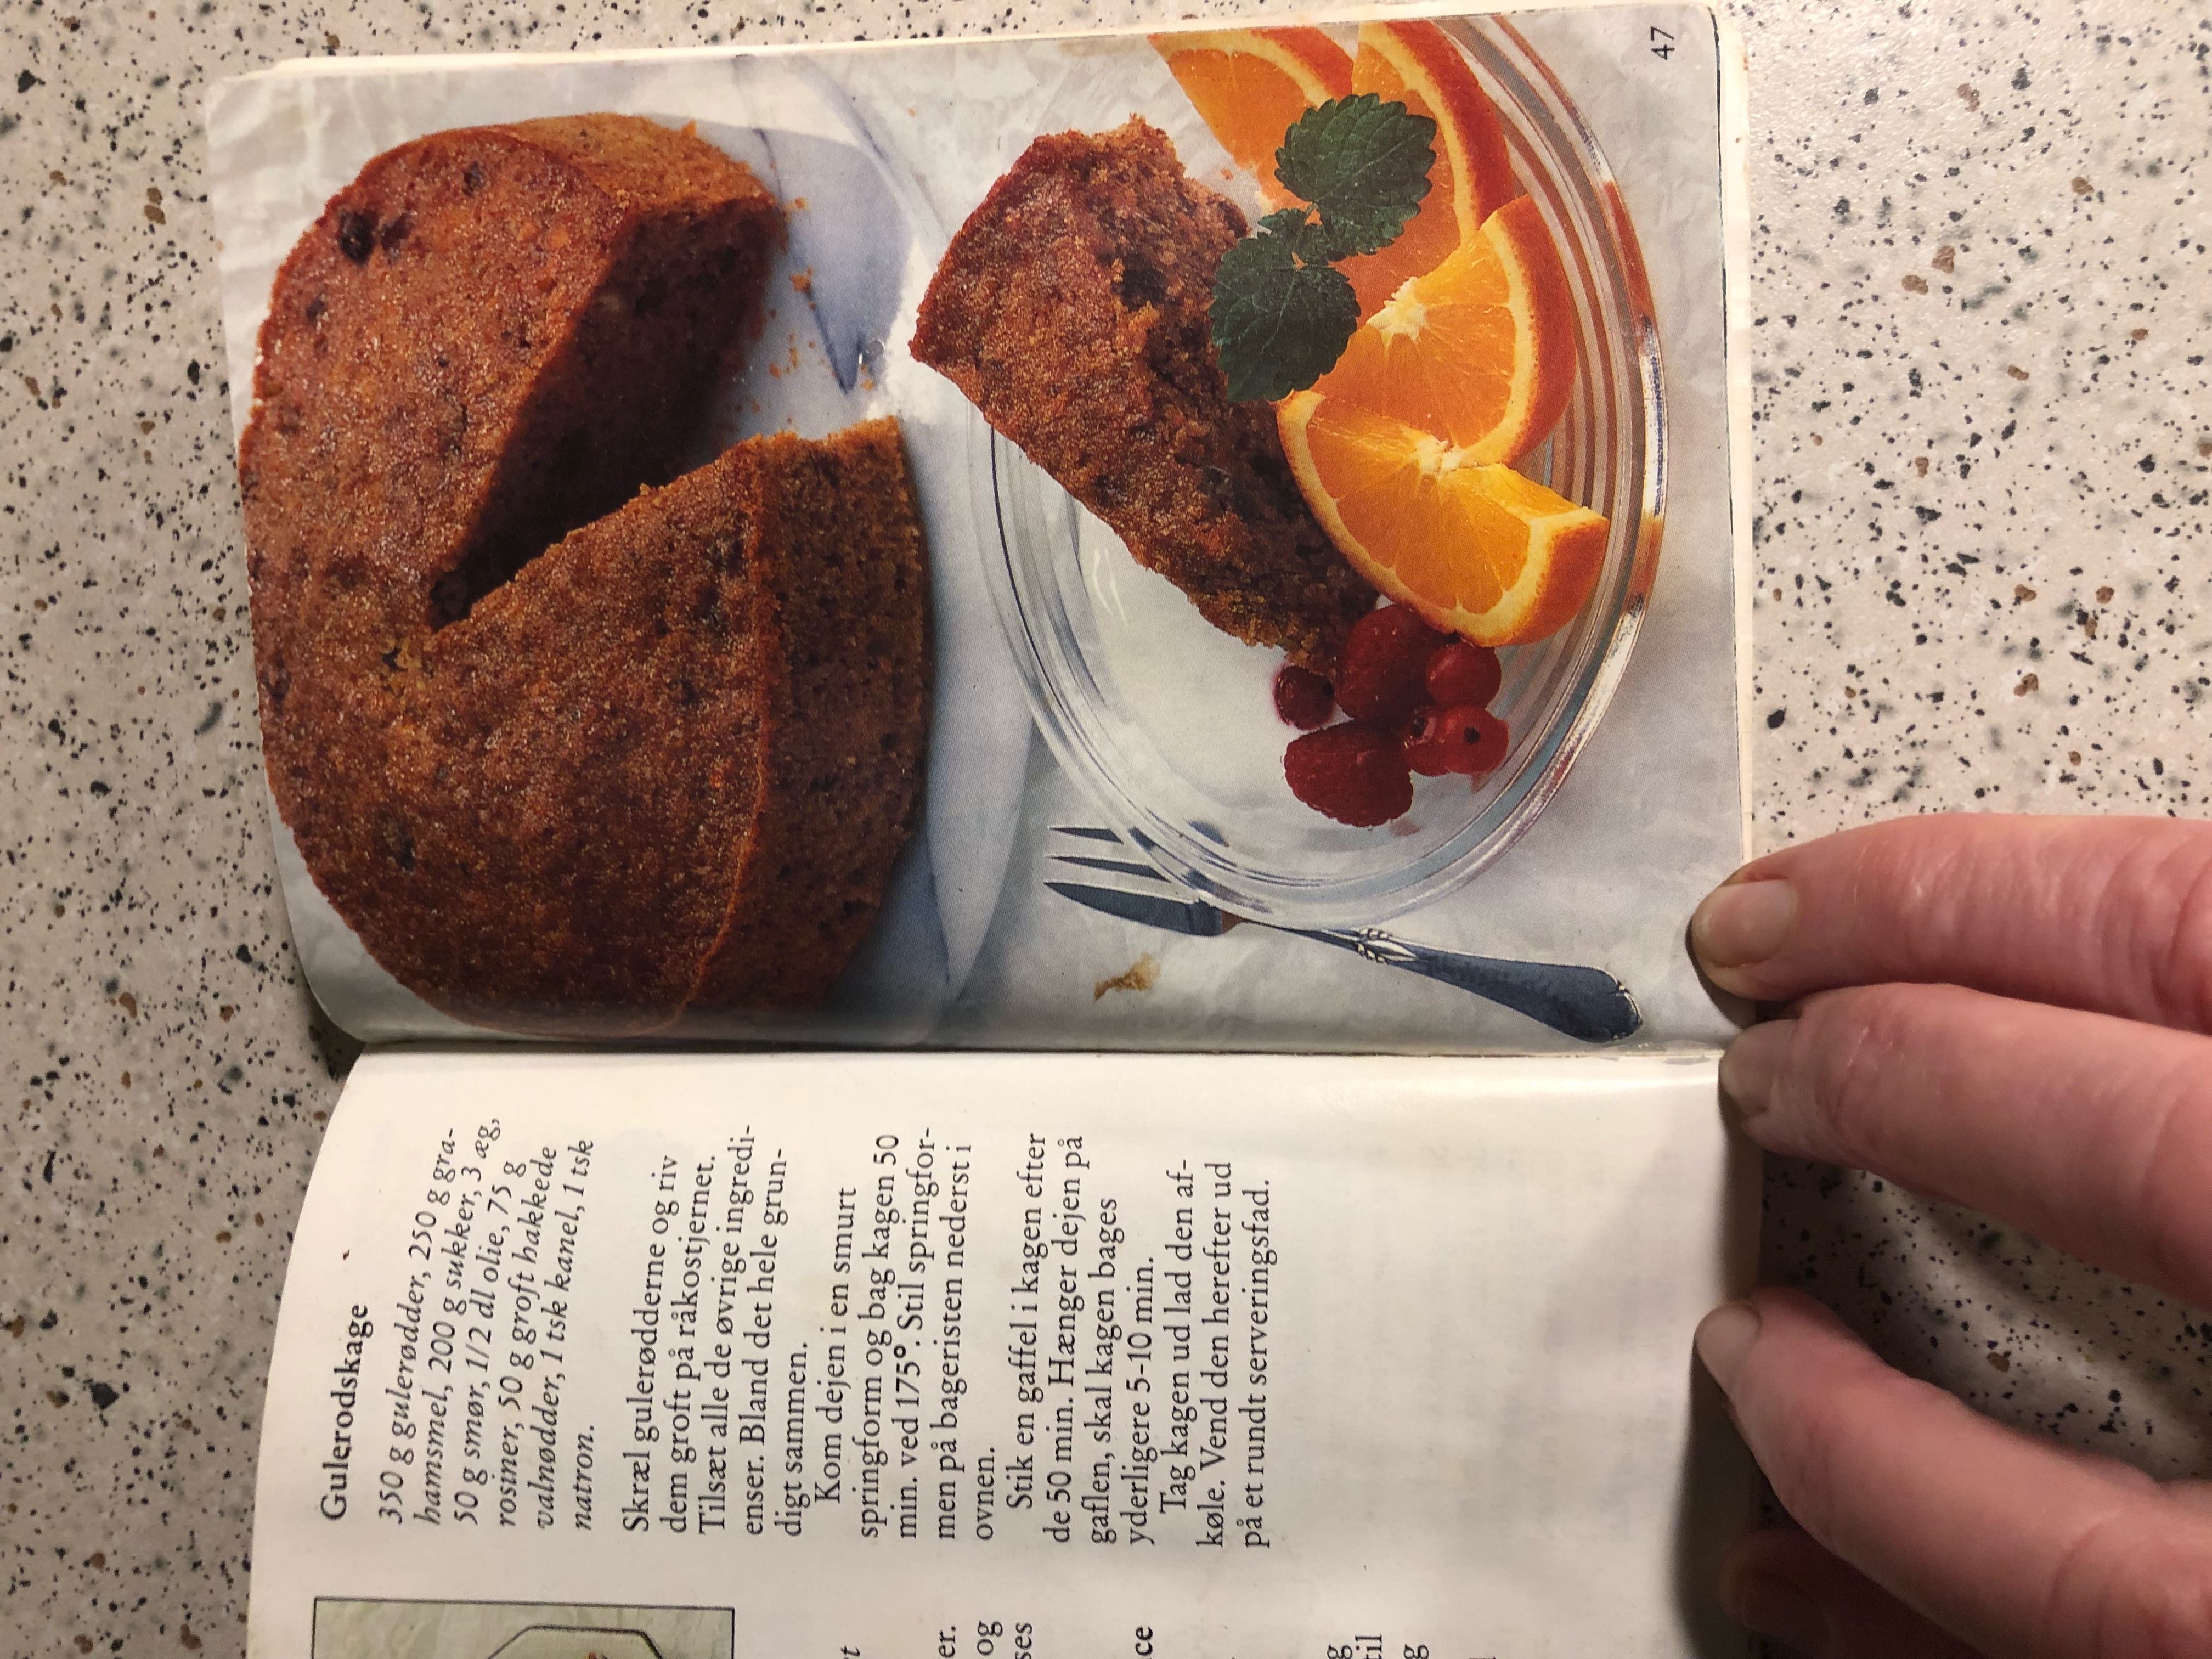 Gulerodskage
350 g gulerødder, 250 g gra-
hamsmel, 200 g sukker, 3 æg,
50 g smør, 1/2 dl olie, 75 g
rosiner, 50 g groft hakkede
valnødder, 1 tsk kanel, 1 tsk
natron.
Skræl gulerødderne og riv
dem groft på råkostjernet.
Tilsæt alle de øvrige ingredi-
enser. Bland det hele grun-
digt sammen.
Kom dejen i en smurt
springform og bag kagen 50
min. ved 175°. Stil springfor-
men på bageristen nederst i
ovnen.
Stik en gaffel i kagen efter
de 50 min. Hænger dejen på
gaflen, skal kagen bages
yderligere 5-10 min.
Tag kagen ud lad den af-
køle. Vend den herefter ud
på et rundt serveringsfad.
er.
og
til
47